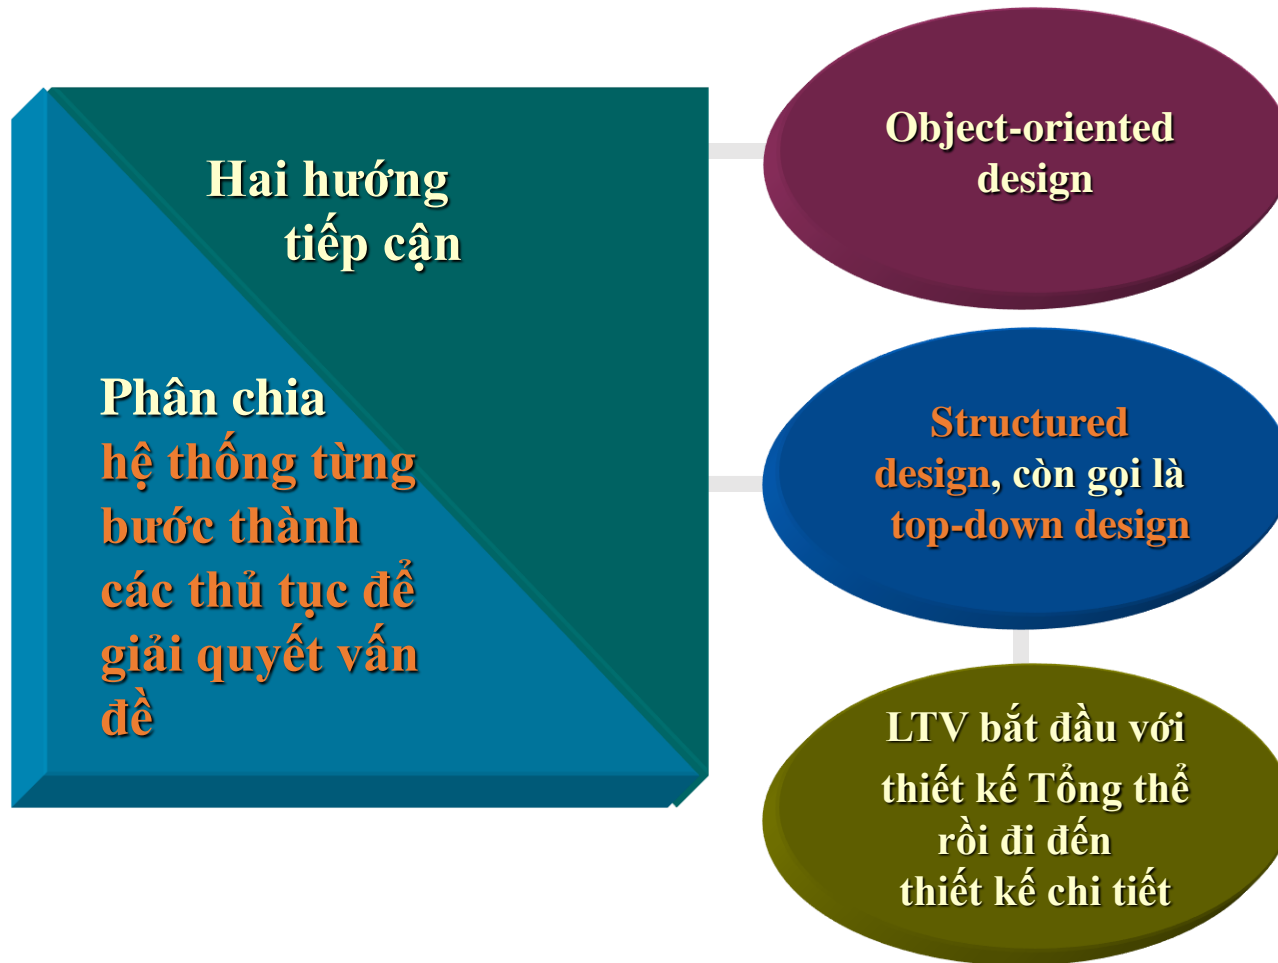 Hai hướng
tiếp cận
Phân chia
hệ thống từng
bước thành
các thủ tục để
giải quyết vấn
đề
Object-oriented
design
Structured
design, còn gọi là
top-down design
LTV bắt đầu với
thiết kế Tổng thể
rồi đi đến
thiết kế chi tiết